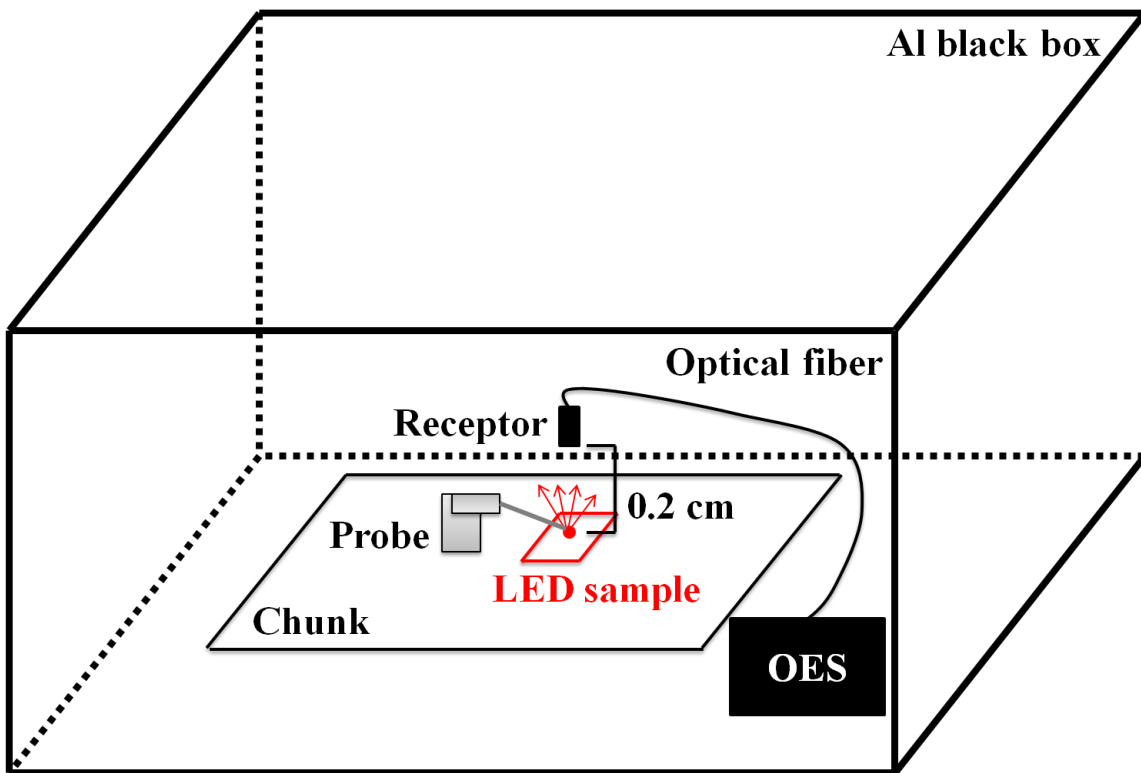 Al black box
Optical fiber
Receptor
0.2 cm
Probe
LED sample
Chunk
OES